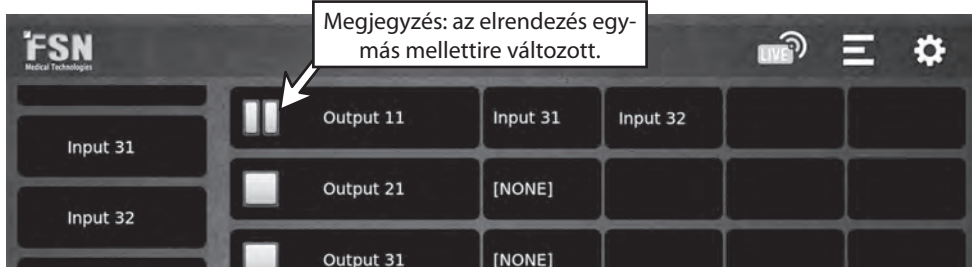 Megjegyzés: az elrendezés egy-
más mellettire változott.
FSN
Medical Technologies
LIVE
Input 31
Input 32
Output 11 Input 31 Input 32
Output 21 [NONE]
Output 31 [NONE]